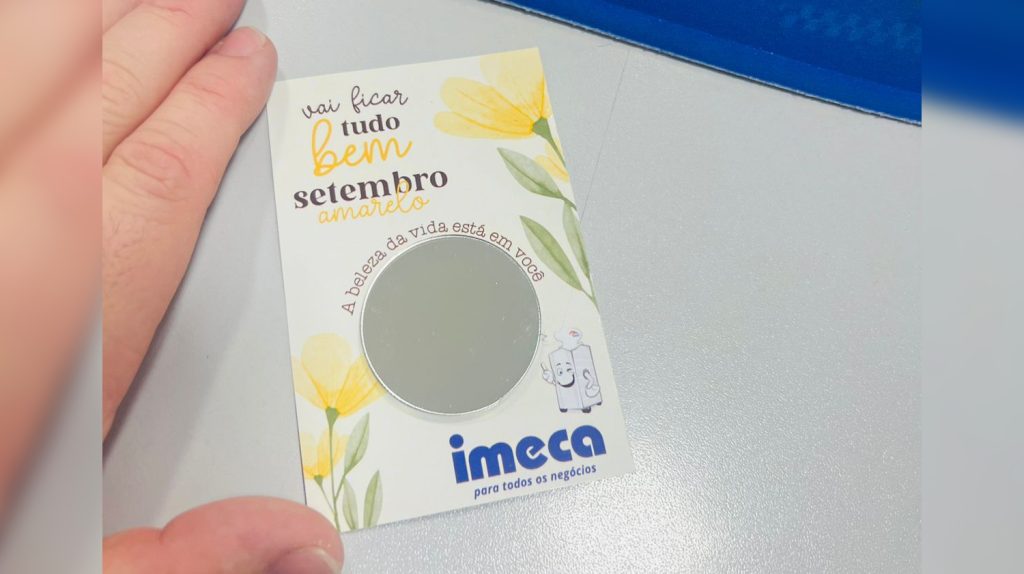 vai ficar
tudo
bem
setembro
amarelo
A beleza da vida está em você
imeca
para todos os negócios